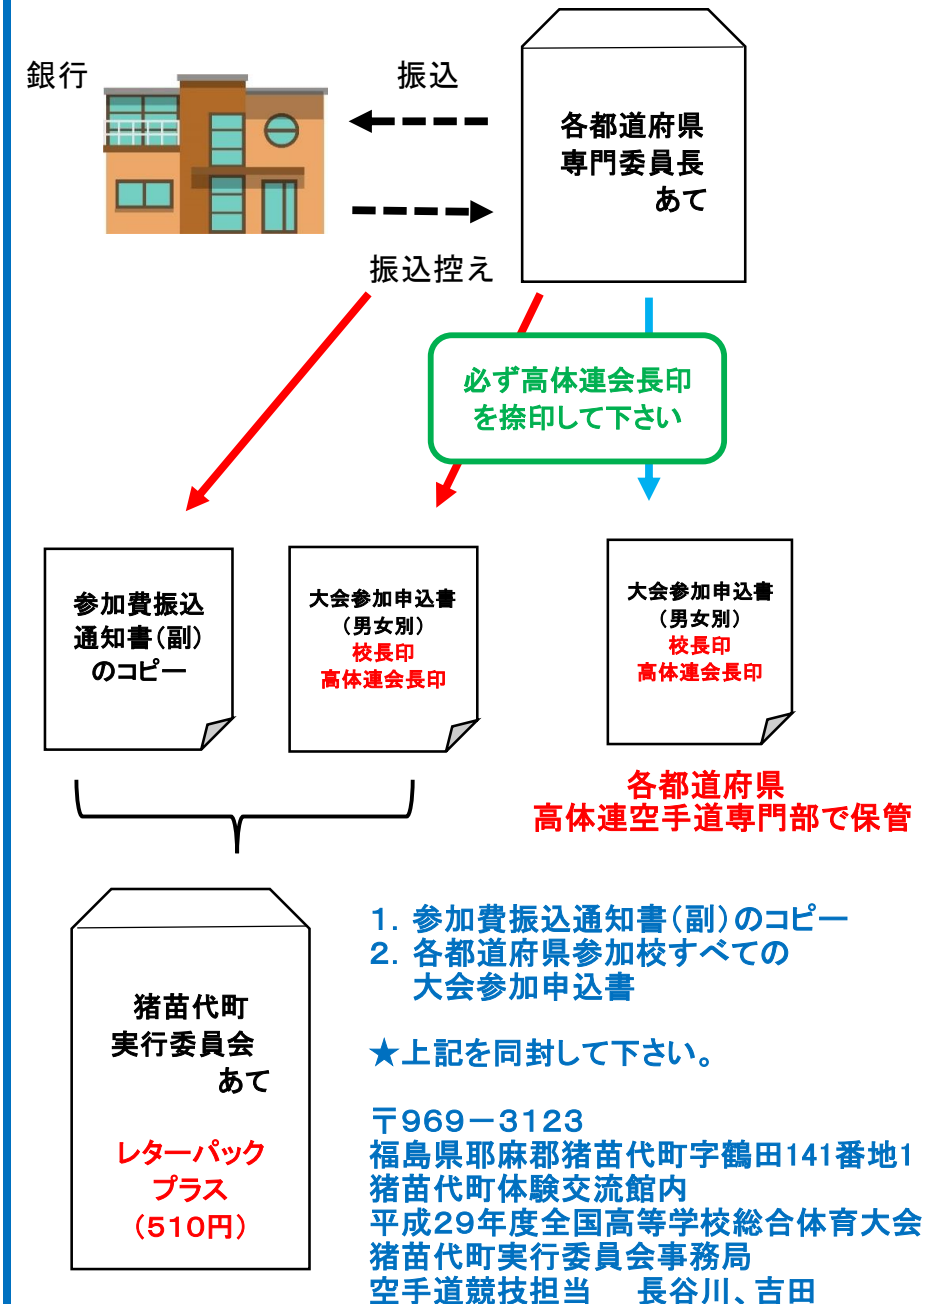 銀行
振込
各都道府県
専門委員長
あて
振込控え
必ず高体連会長印
を捺印して下さい
参加費振込
通知書（副）
のコピー
大会参加申込書
（男女別）
校長印
高体連会長印
大会参加申込書
（男女別）
校長印
高体連会長印
各都道府県
高体連空手道専門部で保管
猪苗代町
実行委員会
あて
レターパック
プラス
（510円）
1．参加費振込通知書（副）のコピー
2．各都道府県参加校すべての
大会参加申込書
★上記を同封して下さい。
〒969－3123
福島県耶麻郡猪苗代町字鶴田141番地1
猪苗代町体験交流館内
平成29年度全国高等学校総合体育大会
猪苗代町実行委員会事務局
空手道競技担当　長谷川、吉田